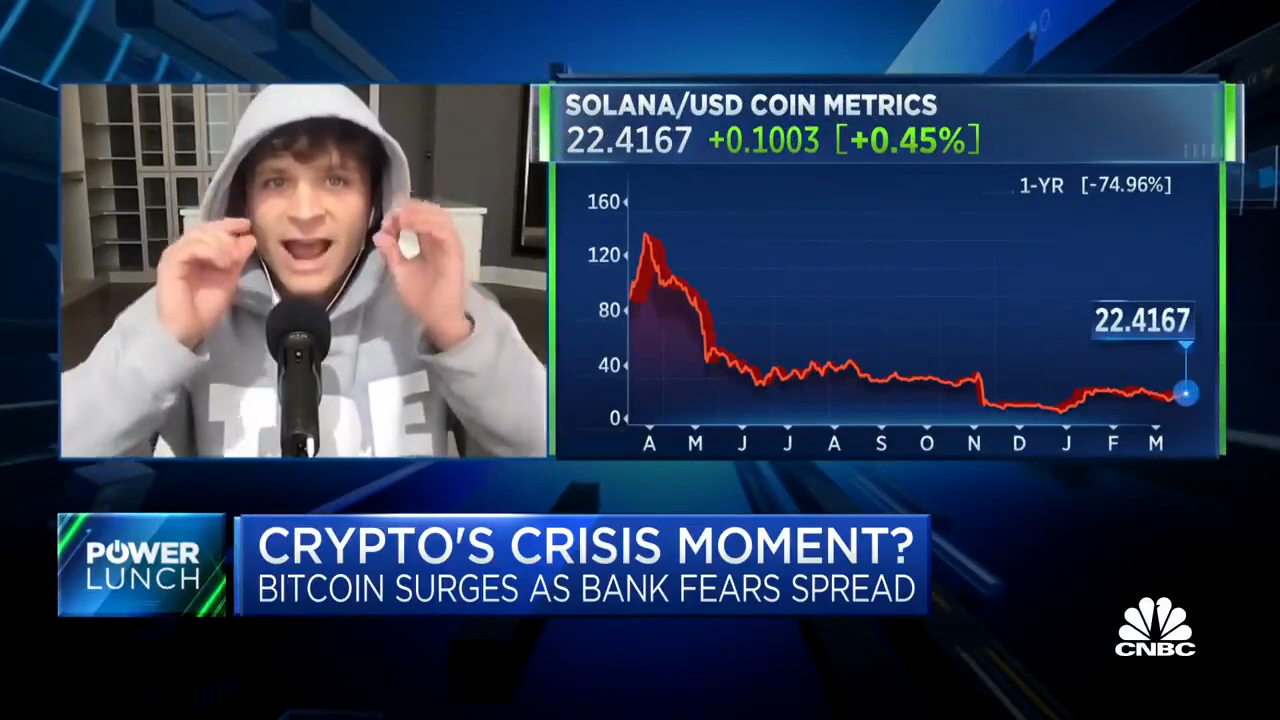 SOLANA/USD COIN METRICS
22.4167 +0.1003 [+0.45%]
1-YR [-74.96%]
160
120
80
40
0
22.4167
A M J J A S O N D J F M
POWER
LUNCH
CRYPTO'S CRISIS MOMENT?
BITCOIN SURGES AS BANK FEARS SPREAD
CNBC